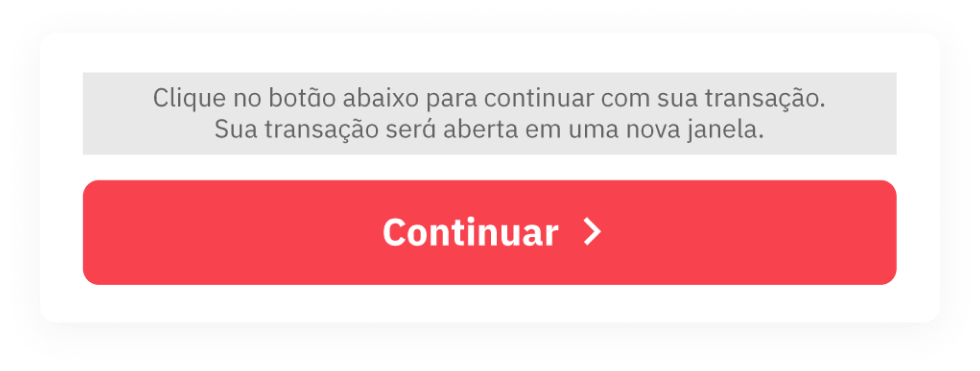 Clique no botão abaixo para continuar com sua transação.
Sua transação será aberta em uma nova janela.
Continuar